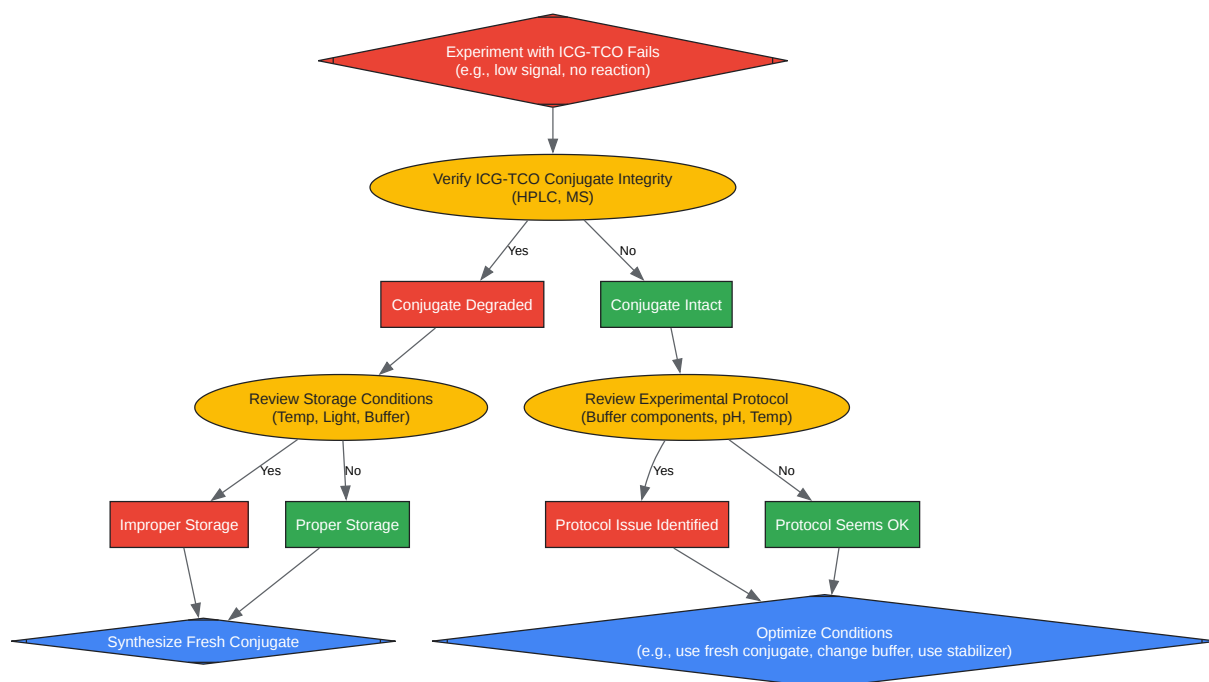 Experiment with ICG-TCO Fails
(e.g., low signal, no reaction)
Verify ICG-TCO Conjugate Integrity
(HPLC, MS)
Yes
No
Conjugate Degraded
Conjugate Intact
Review Storage Conditions
(Temp, Light, Buffer)
Review Experimental Protocol
(Buffer components, pH, Temp)
Yes
No
Yes
No
Improper Storage
Proper Storage
Protocol Issue Identified
Protocol Seems OK
Synthesize Fresh Conjugate
Optimize Conditions
(e.g., use fresh conjugate, change buffer, use stabilizer)